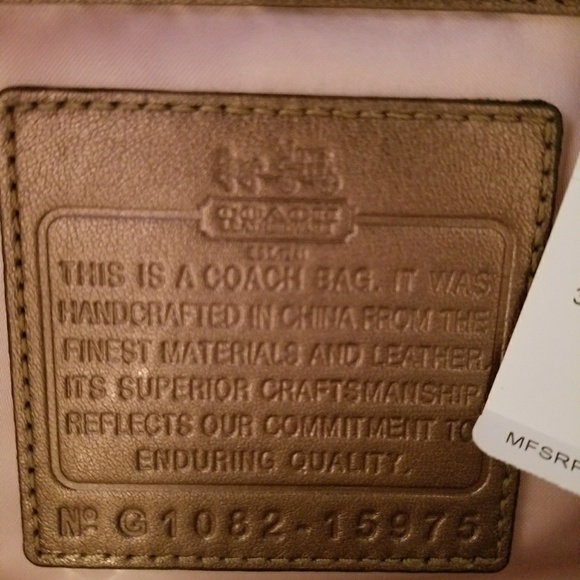 COACH
THIS IS A COACH BAG. IT WAS
HANDCRAFTED IN CHINA FROM THE
FINEST MATERIALS AND LEATHER.
ITS SUPERIOR CRAFTSMANSHIP
REFLECTS OUR COMMITMENT TO
ENDURING QUALITY.
Nº G1082-15975
MFSRP